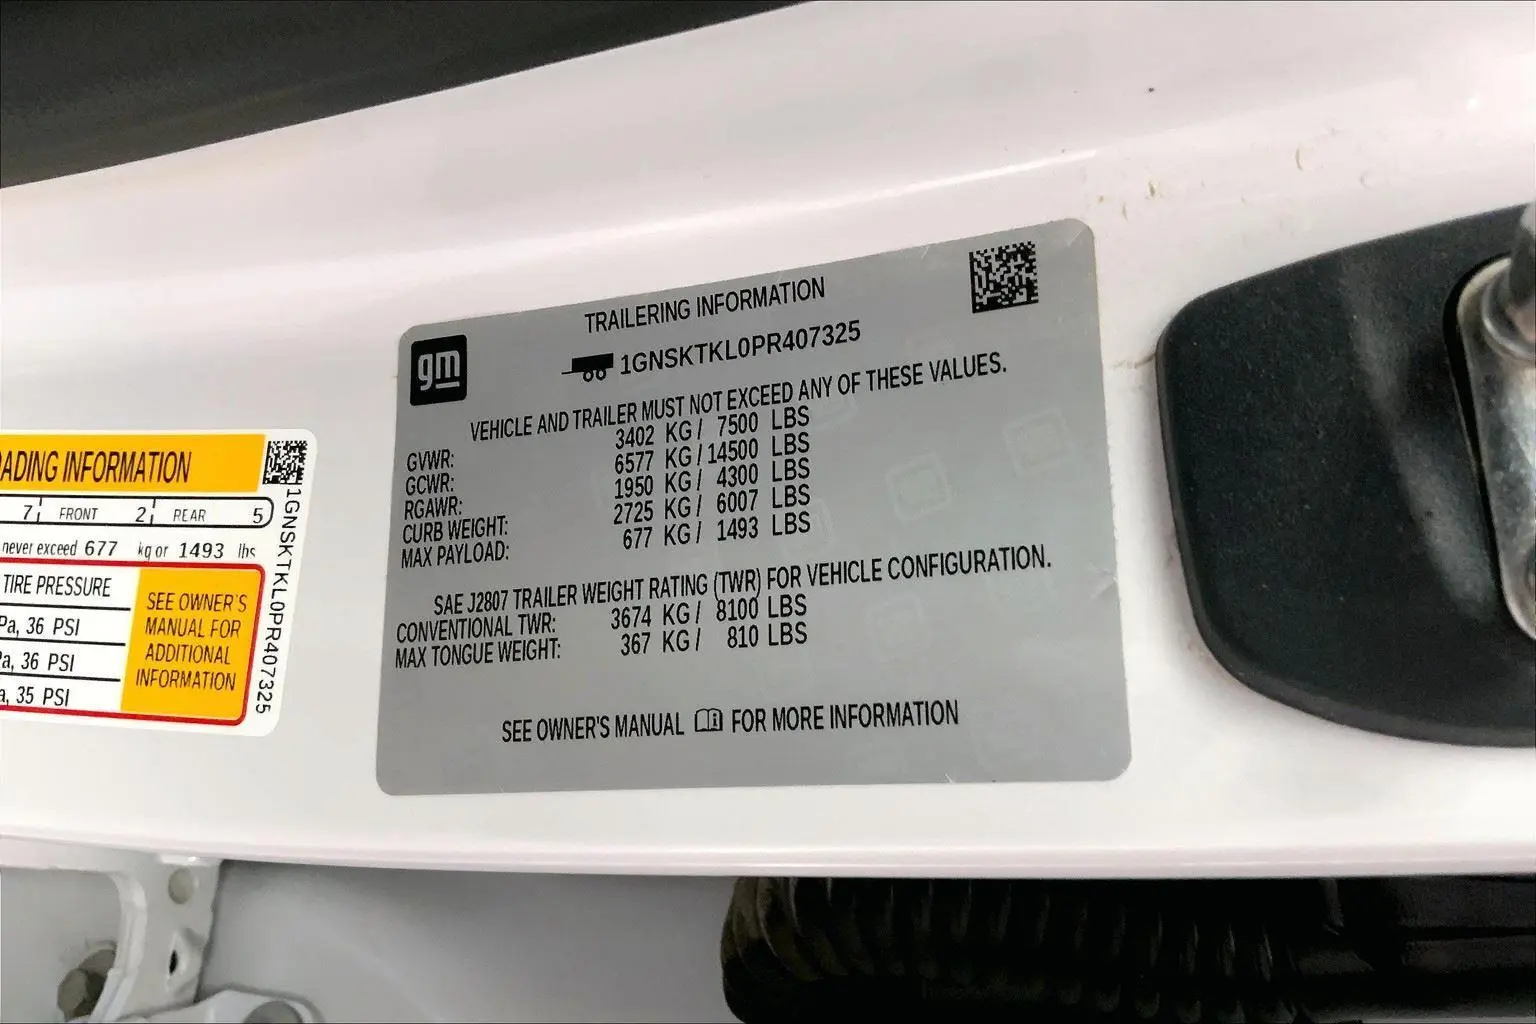 gm
TRAILERING INFORMATION
1GNSKTKL0PR407325
VEHICLE AND TRAILER MUST NOT EXCEED ANY OF THESE VALUES.
GVWR: 3402 KG / 7500 LBS
GCWR: 6577 KG / 14500 LBS
RGAWR: 1950 KG / 4300 LBS
CURB WEIGHT: 2725 KG / 6007 LBS
MAX PAYLOAD: 677 KG / 1493 LBS
SAE J2807 TRAILER WEIGHT RATING (TWR) FOR VEHICLE CONFIGURATION.
CONVENTIONAL TWR: 3674 KG / 8100 LBS
MAX TONGUE WEIGHT: 367 KG / 810 LBS
SEE OWNER'S MANUAL FOR MORE INFORMATION
ADING INFORMATION
7 FRONT 2 REAR 5
never exceed 677 kg or 1493 lbs
TIRE PRESSURE
Pa, 36 PSI
Pa, 36 PSI
a, 35 PSI
SEE OWNER'S
MANUAL FOR
ADDITIONAL
INFORMATION
1GNSKTKL0PR407325